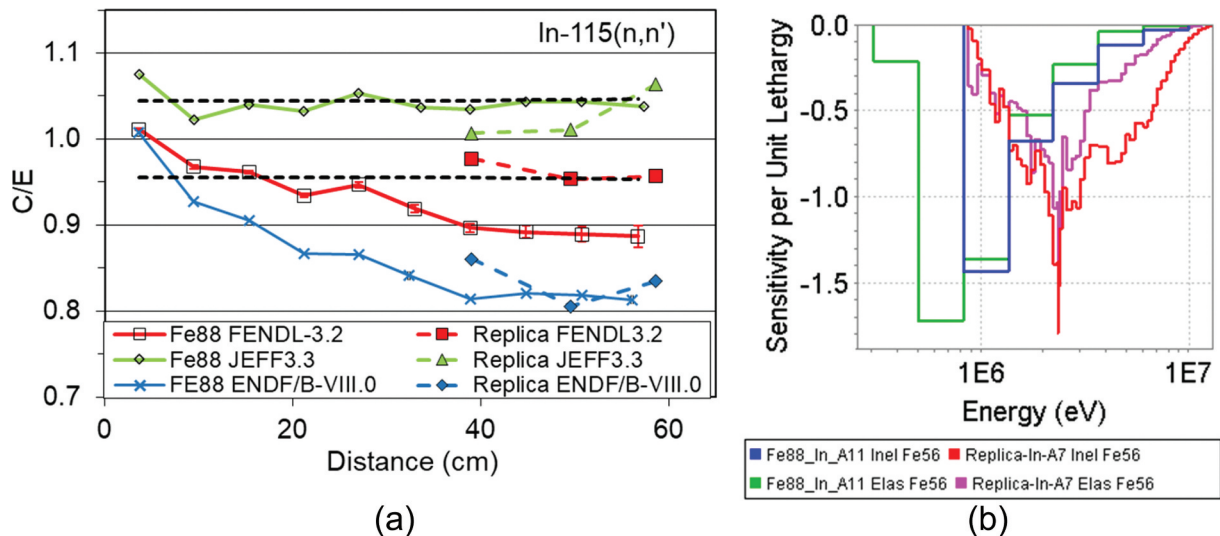 In-115(n,n')
1.1
1.0
0.9
0.8
0.7
C/E
Fe88 FENDL-3.2
Fe88 JEFF3.3
FE88 ENDF/B-VIII.0
Replica FENDL3.2
Replica JEFF3.3
Replica ENDF/B-VIII.0
0 20 40 60
Distance (cm)
(a)
0.0
-0.5
-1.0
-1.5
Sensitivity per Unit Lethargy
1E6 1E7
Energy (eV)
Fe88_In_A11 Inel Fe56
Replica-In-A7 Inel Fe56
Fe88_In_A11 Elas Fe56
Replica-In-A7 Elas Fe56
(b)